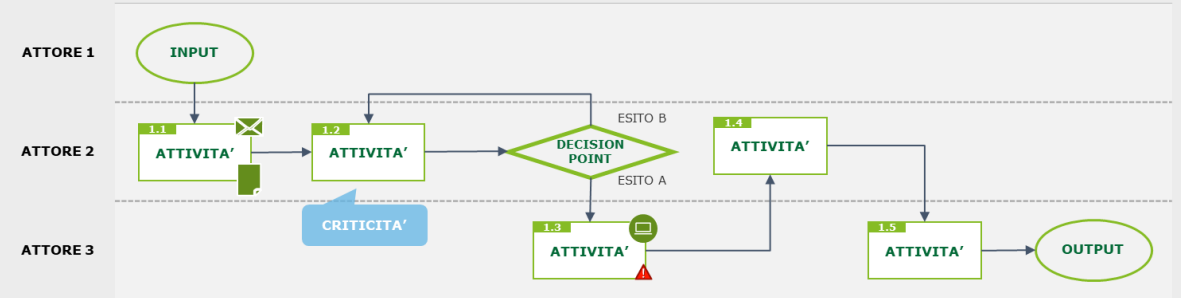 ATTORE 1
INPUT
ATTORE 2
1.1
ATTIVITA’
1.2
ATTIVITA’
DECISION
POINT
ESITO B
ESITO A
1.4
ATTIVITA’
CRITICITA’
ATTORE 3
1.3
ATTIVITA’
!
1.5
ATTIVITA’
OUTPUT